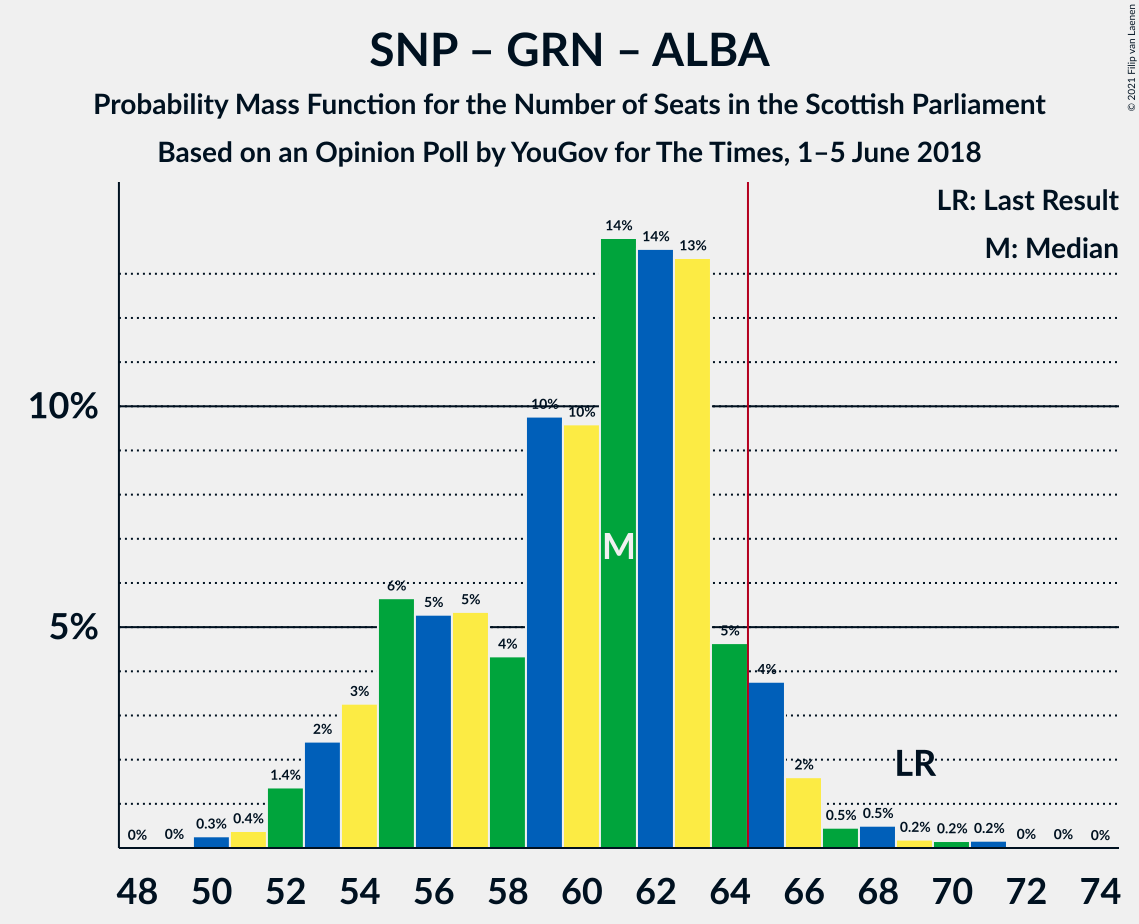 SNP – GRN – ALBA
Probability Mass Function for the Number of Seats in the Scottish Parliament
Based on an Opinion Poll by YouGov for The Times, 1–5 June 2018
© 2021 Filip van Laenen
LR: Last Result
M: Median
10%
5%
0% 0% 0.3% 0.4% 1.4% 2% 3% 6% 5% 5% 4% 10% 10% 14% 14% 13% 5% 4% 2% 0.5% 0.5% 0.2% 0.2% 0.2% 0% 0% 0%
M
LR
48 50 52 54 56 58 60 62 64 66 68 70 72 74